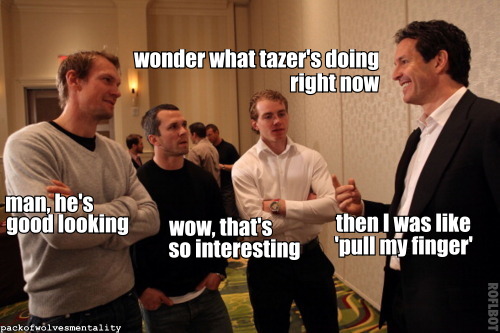 wonder what tazer's doing
right now
man, he's
good looking
wow, that's
so interesting
then I was like
'pull my finger'
packofwolvesmentality
ROFLBOT